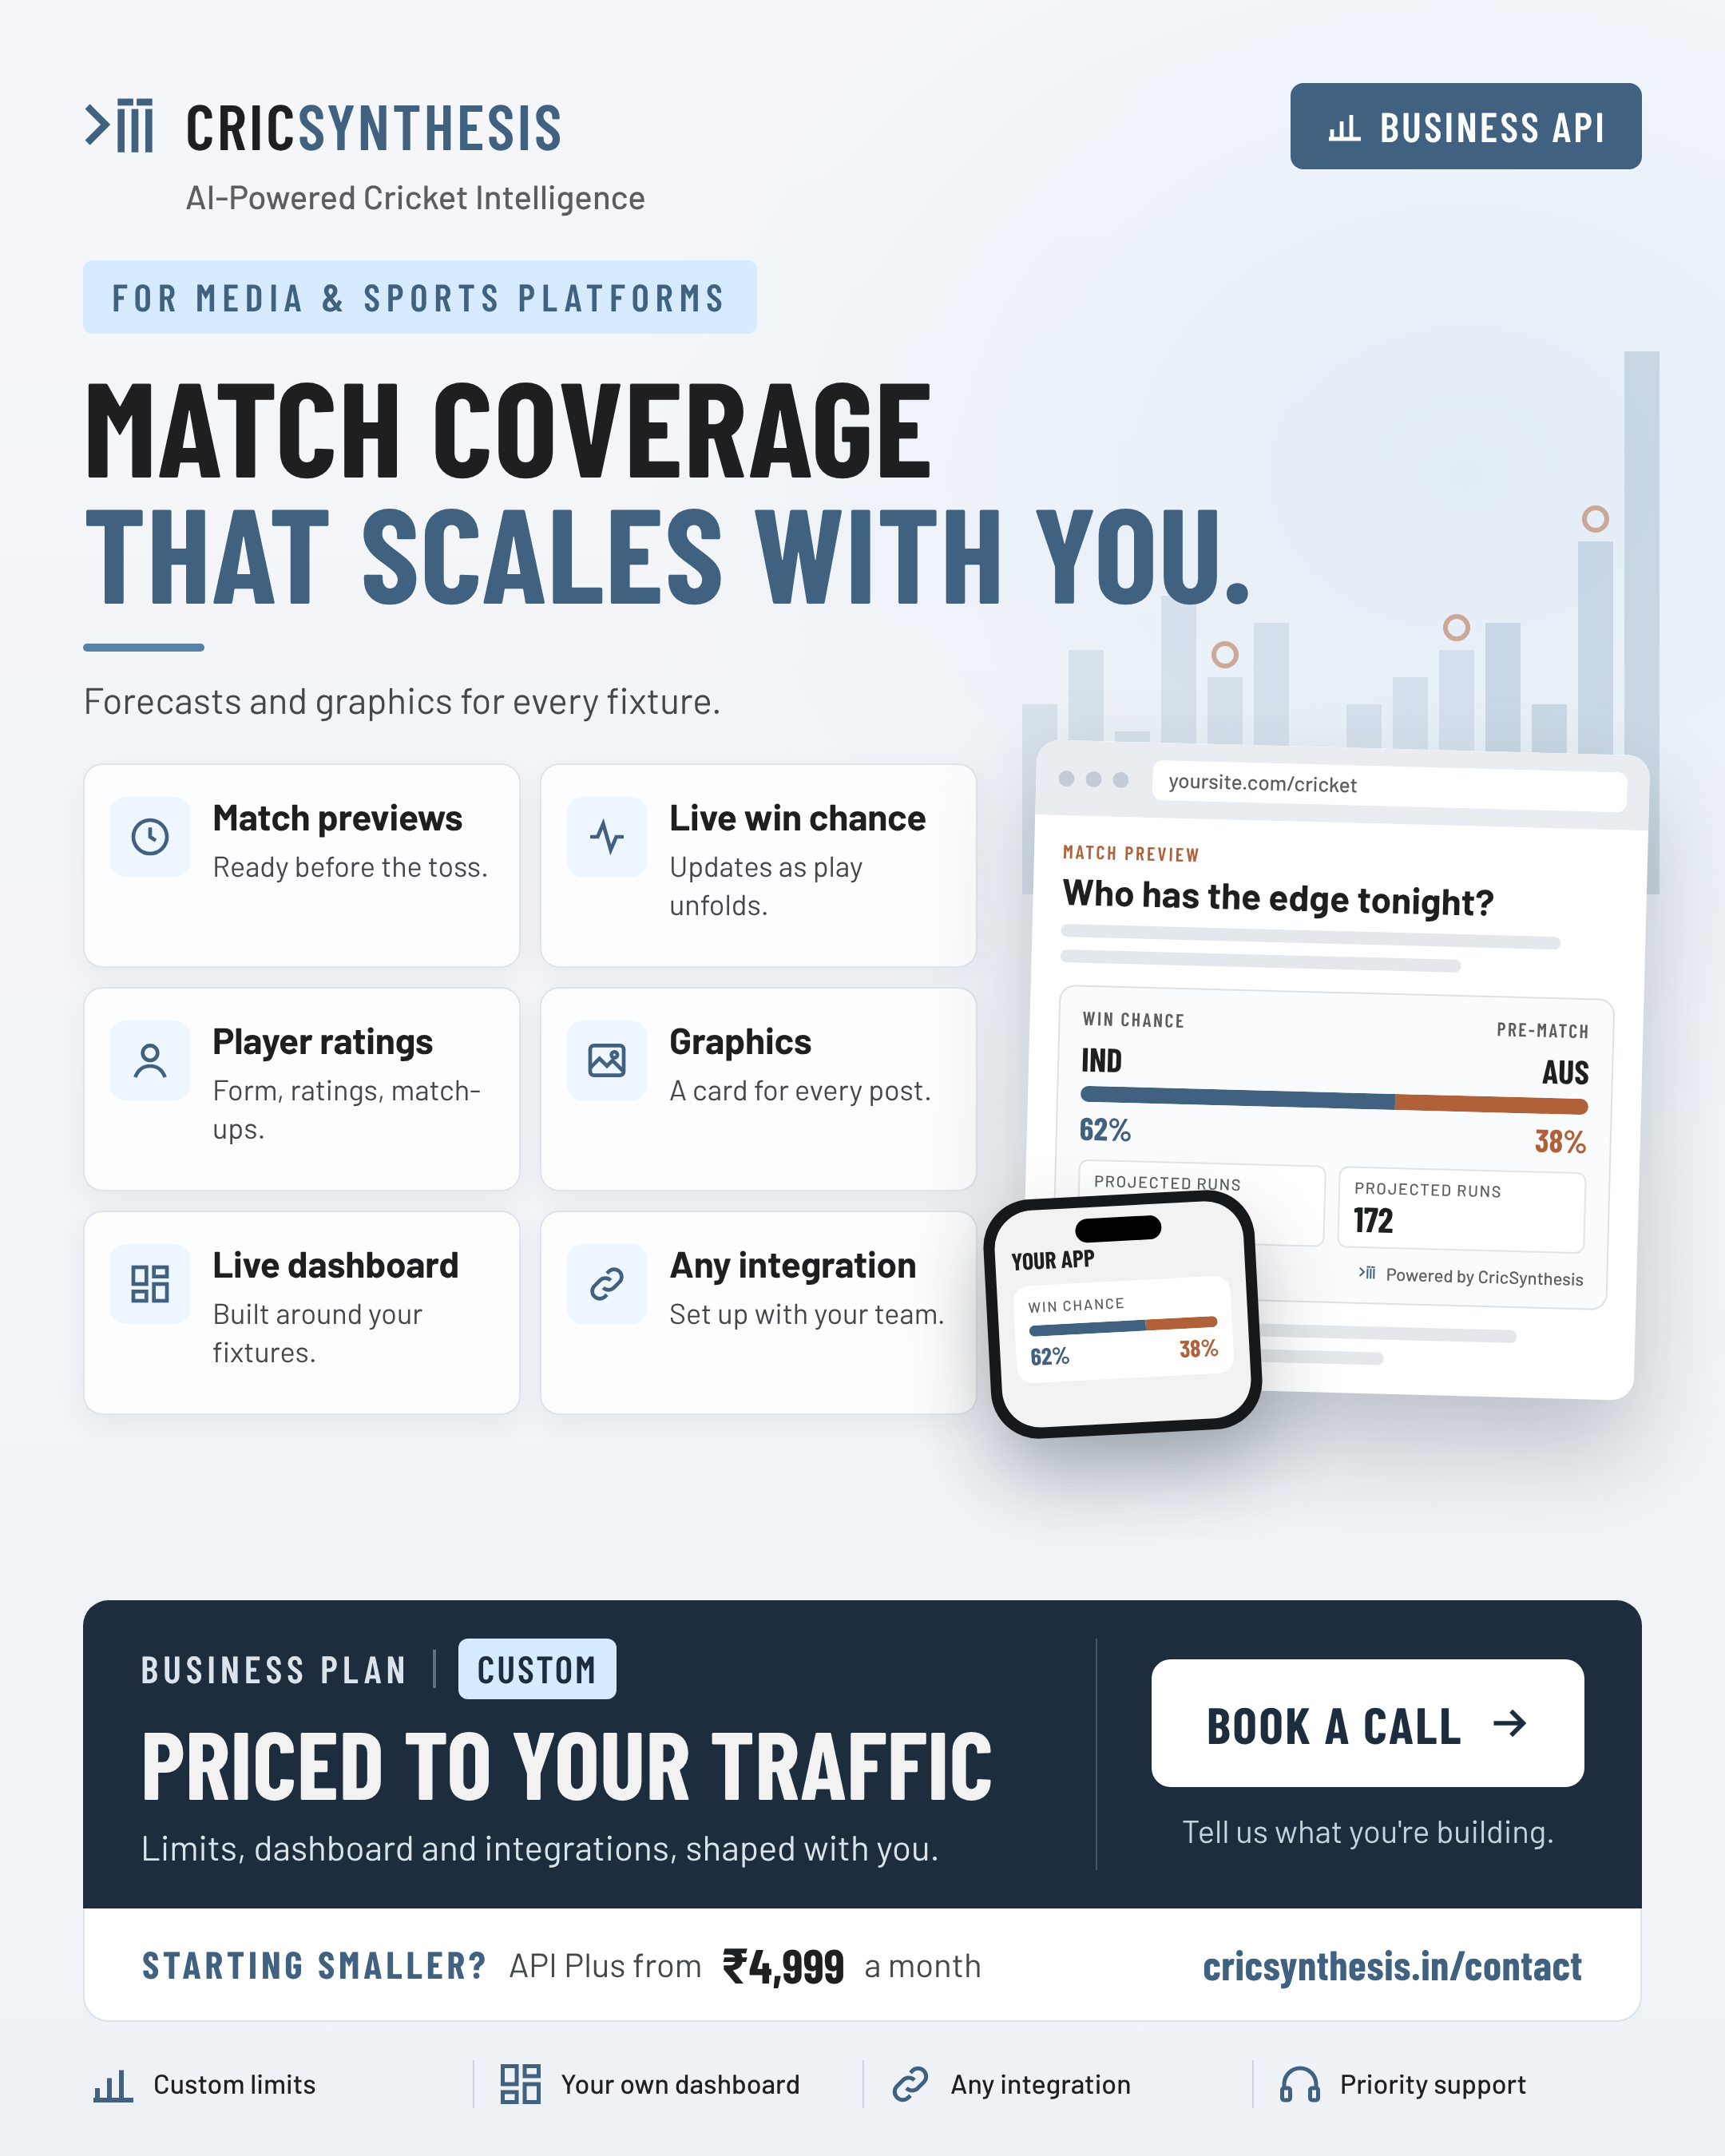 CRICSYNTHESIS
AI-Powered Cricket Intelligence
BUSINESS API
FOR MEDIA & SPORTS PLATFORMS
MATCH COVERAGE
THAT SCALES WITH YOU.
Forecasts and graphics for every fixture.
Match previews
Ready before the toss.
Live win chance
Updates as play
unfolds.
Player ratings
Form, ratings, match-
ups.
Graphics
A card for every post.
Live dashboard
Built around your
fixtures.
Any integration
Set up with your team.
yoursite.com/cricket
MATCH PREVIEW
Who has the edge tonight?
WIN CHANCE
PRE-MATCH
IND
AUS
62%
38%
PROJECTED RUNS
PROJECTED RUNS
172
Powered by CricSynthesis
YOUR APP
WIN CHANCE
62%
38%
BUSINESS PLAN | CUSTOM
PRICED TO YOUR TRAFFIC
Limits, dashboard and integrations, shaped with you.
BOOK A CALL →
Tell us what you're building.
STARTING SMALLER? API Plus from ₹4,999 a month
cricsynthesis.in/contact
Custom limits
Your own dashboard
Any integration
Priority support